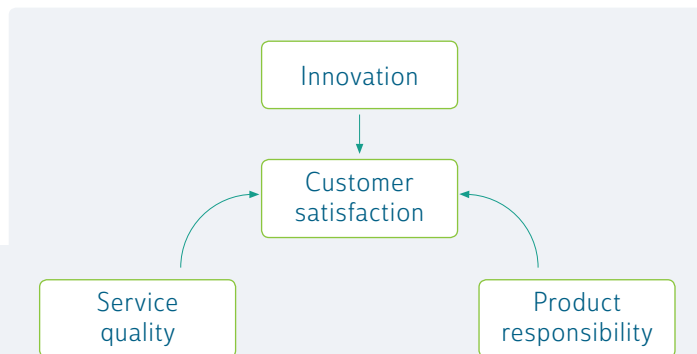 Innovation
Customer
satisfaction
Service
quality
Product
responsibility